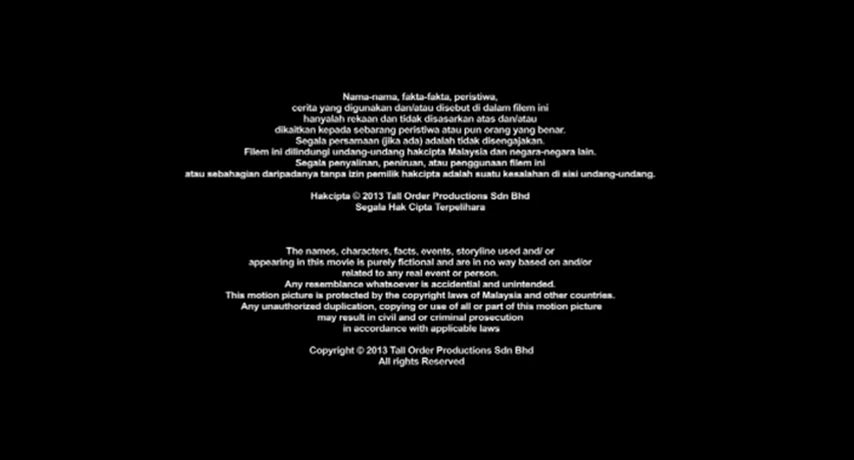 Nama-nama, fakta-fakta, peristiwa,
cerita yang digunakan dan/atau disebut di dalam filem ini
hanyalah rekaan dan tidak disasarkan atas dan/atau
dikaitkan kepada sebarang peristiwa atau pun orang yang benar.
Segala persamaan (jika ada) adalah tidak disengajakan.
Filem ini dilindungi undang-undang hakcipta Malaysia dan negara-negara lain.
Segala penyalinan, peniruan, atau penggunaan filem ini
atau sebahagian daripadanya tanpa izin pemilik hakcipta adalah suatu kesalahan di sisi undang-undang.
Hakcipta © 2013 Tall Order Productions Sdn Bhd
Segala Hak Cipta Terpelihara
The names, characters, facts, events, storyline used and/ or
appearing in this movie is purely fictional and are in no way based on and/or
related to any real event or person.
Any resemblance whatsoever is accidental and unintended.
This motion picture is protected by the copyright laws of Malaysia and other countries.
Any unauthorized duplication, copying or use of all or part of this motion picture
may result in civil and or criminal prosecution
in accordance with applicable laws
Copyright © 2013 Tall Order Productions Sdn Bhd
All rights Reserved